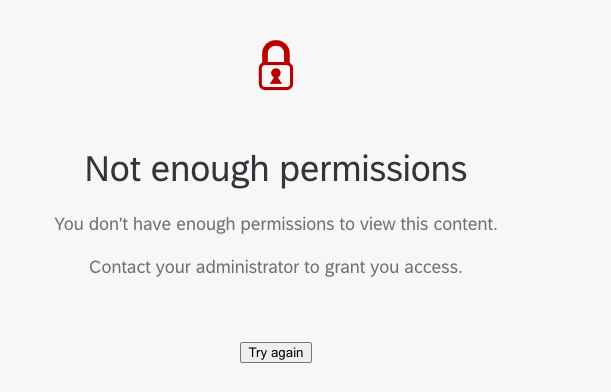 Not enough permissions
You don't have enough permissions to view this content.
Contact your administrator to grant you access.
Try again